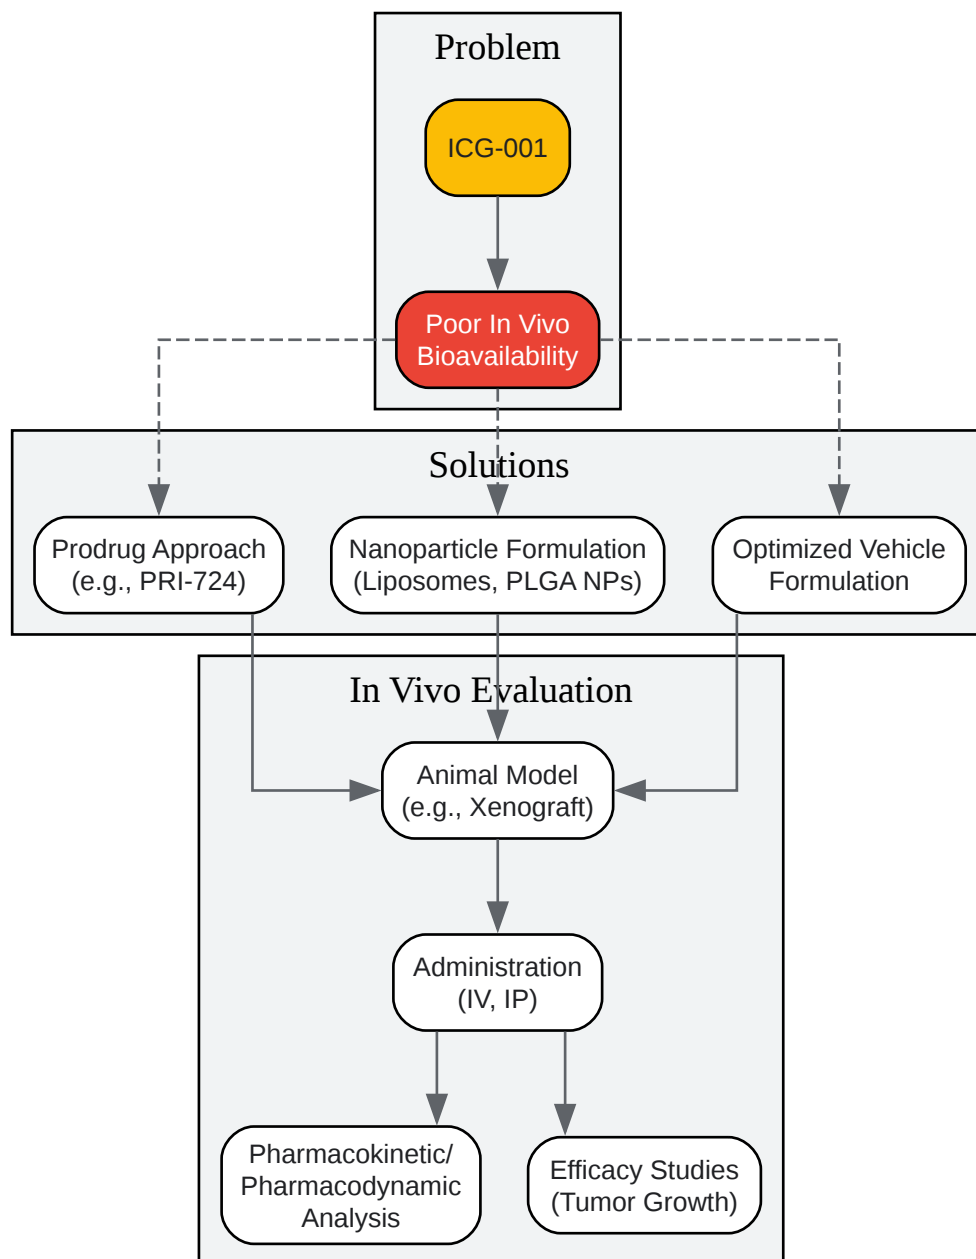 Problem
ICG-001
Poor In Vivo
Bioavailability
Solutions
Prodrug Approach
(e.g., PRI-724)
Nanoparticle Formulation
(Liposomes, PLGA NPs)
Optimized Vehicle
Formulation
In Vivo Evaluation
Animal Model
(e.g., Xenograft)
Administration
(IV, IP)
Pharmacokinetic/
Pharmacodynamic
Analysis
Efficacy Studies
(Tumor Growth)